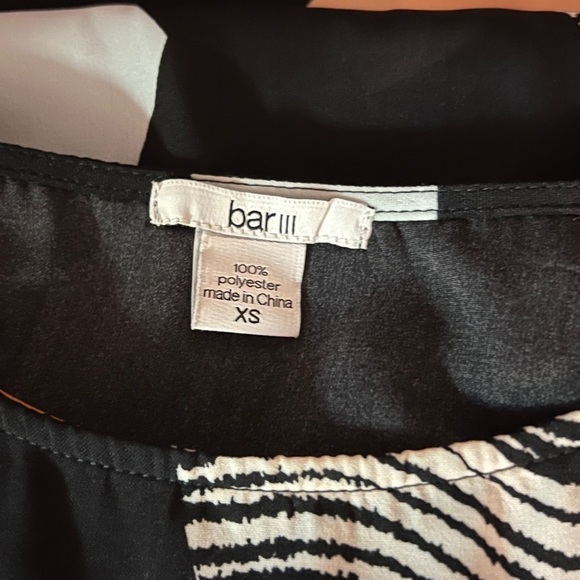 bar III
100%
polyester
made in China
XS